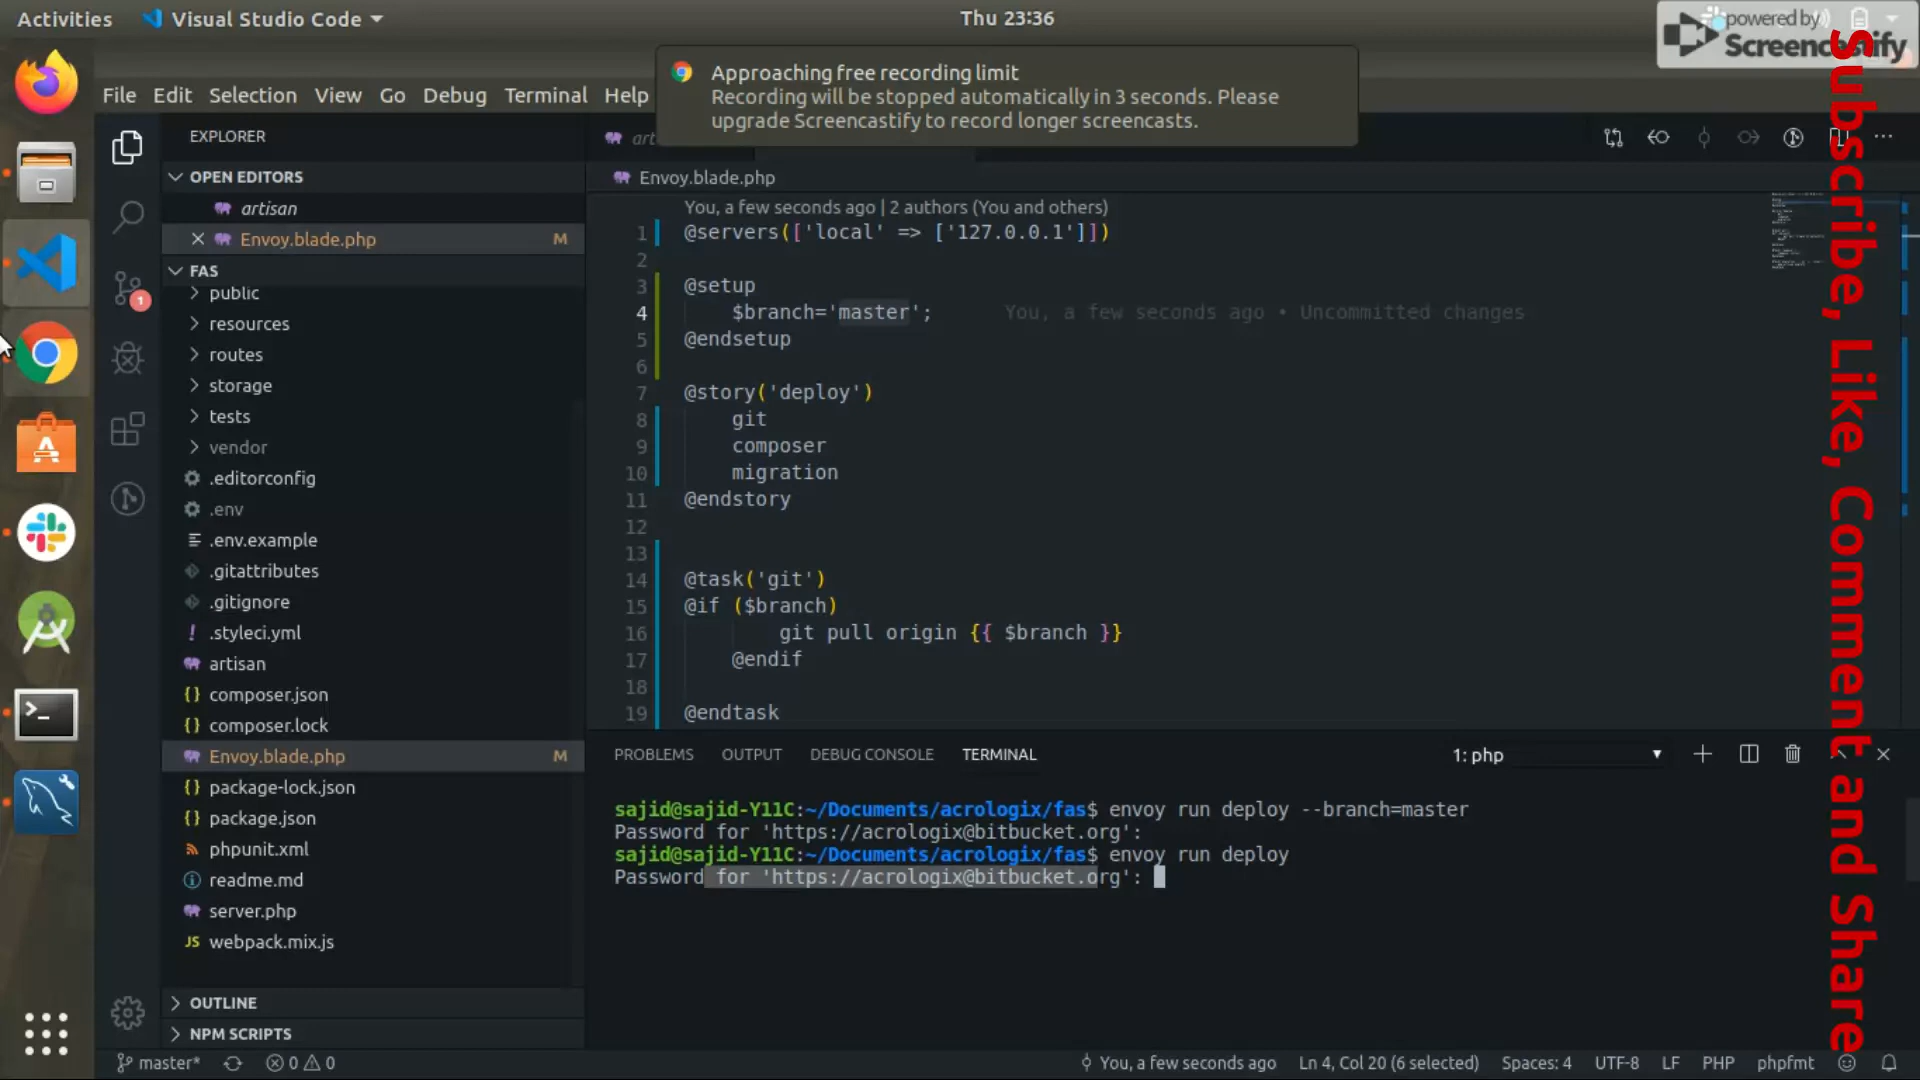 Activities
Visual Studio Code
Thu 23:36
powered by
Screencastify
Approaching free recording limit
Recording will be stopped automatically in 3 seconds. Please
upgrade Screencastify to record longer screencasts.
File Edit Selection View Go Debug Terminal Help
EXPLORER
OPEN EDITORS
artisan
Envoy.blade.php M
FAS
public
resources
routes
storage
tests
vendor
.editorconfig
.env
.env.example
.gitattributes
.gitignore
.styleci.yml
artisan
composer.json
composer.lock
Envoy.blade.php M
package-lock.json
package.json
phpunit.xml
readme.md
server.php
webpack.mix.js
OUTLINE
NPM SCRIPTS
1
art
Envoy.blade.php
You, a few seconds ago | 2 authors (You and others)
1 @servers(['local' => ['127.0.0.1']])
2
3 @setup
4 $branch='master'; You, a few seconds ago • Uncommitted changes
5 @endsetup
6
7 @story('deploy')
8 git
9 composer
10 migration
11 @endstory
12
13
14 @task('git')
15 @if ($branch)
16 git pull origin {{ $branch }}
17 @endif
18
19 @endtask
PROBLEMS OUTPUT DEBUG CONSOLE TERMINAL
1: php
sajid@sajid-Y11C:~/Documents/acrologix/fas$ envoy run deploy --branch=master
Password for 'https://acrologix@bitbucket.org':
sajid@sajid-Y11C:~/Documents/acrologix/fas$ envoy run deploy
Password for 'https://acrologix@bitbucket.org':
master* 0 0
You, a few seconds ago Ln 4, Col 20 (6 selected) Spaces: 4 UTF-8 LF PHP phpfmt
Subscribe, Like, Comment and Share